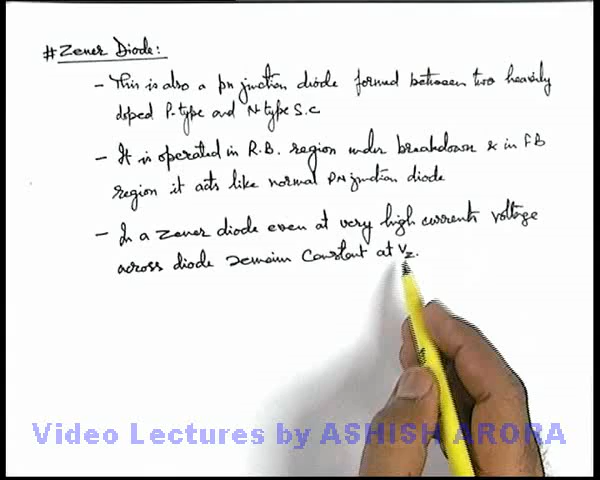 # Zener Diode:
- This is also a pn junction diode formed between two heavily
doped P-type and N-type S.C
- It is operated in R.B. region under breakdown & in FB
region it acts like normal PN junction diode
- In a zener diode even at very high currents voltage
across diode remain constant at Vz.
Video Lectures by ASHISH ARORA